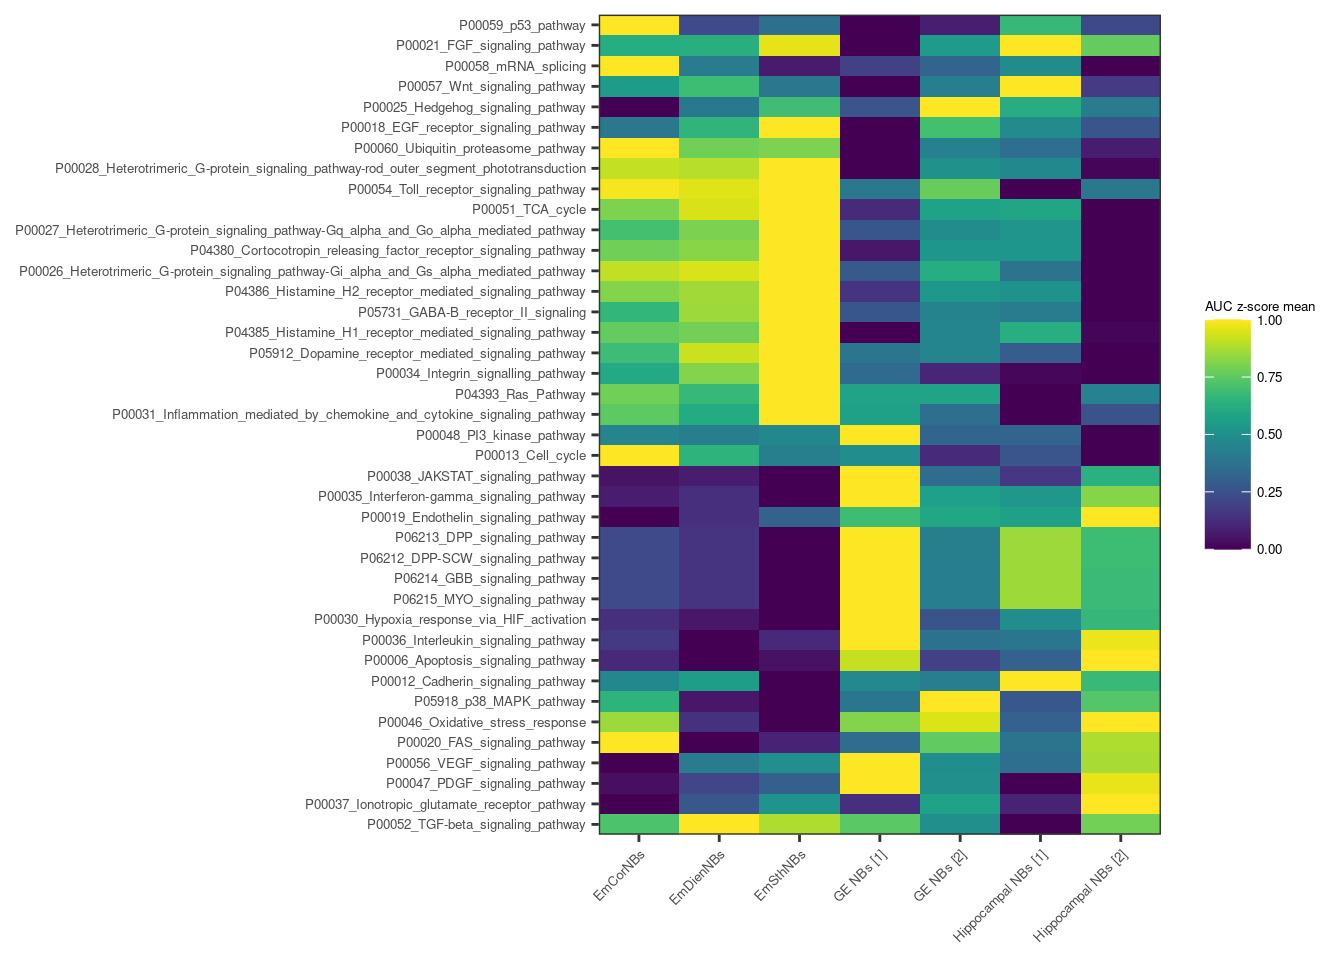 P00059_p53_pathway
P00021_FGF_signaling_pathway
P00058_mRNA_splicing
P00057_Wnt_signaling_pathway
P00025_Hedgehog_signaling_pathway
P00018_EGF_receptor_signaling_pathway
P00060_Ubiquitin_proteasome_pathway
P00028_Heterotrimeric_G-protein_signaling_pathway-rod_outer_segment_phototransduction
P00054_Toll_receptor_signaling_pathway
P00051_TCA_cycle
P00027_Heterotrimeric_G-protein_signaling_pathway-Gq_alpha_and_Go_alpha_mediated_pathway
P04380_Cortocotropin_releasing_factor_receptor_signaling_pathway
P00026_Heterotrimeric_G-protein_signaling_pathway-Gi_alpha_and_Gs_alpha_mediated_pathway
P04386_Histamine_H2_receptor_mediated_signaling_pathway
P05731_GABA-B_receptor_II_signaling
P04385_Histamine_H1_receptor_mediated_signaling_pathway
P05912_Dopamine_receptor_mediated_signaling_pathway
P00034_Integrin_signalling_pathway
P04393_Ras_Pathway
P00031_Inflammation_mediated_by_chemokine_and_cytokine_signaling_pathway
P00048_PI3_kinase_pathway
P00013_Cell_cycle
P00038_JAKSTAT_signaling_pathway
P00035_Interferon-gamma_signaling_pathway
P00019_Endothelin_signaling_pathway
P06213_DPP_signaling_pathway
P06212_DPP-SCW_signaling_pathway
P06214_GBB_signaling_pathway
P06215_MYO_signaling_pathway
P00030_Hypoxia_response_via_HIF_activation
P00036_Interleukin_signaling_pathway
P00006_Apoptosis_signaling_pathway
P00012_Cadherin_signaling_pathway
P05918_p38_MAPK_pathway
P00046_Oxidative_stress_response
P00020_FAS_signaling_pathway
P00056_VEGF_signaling_pathway
P00047_PDGF_signaling_pathway
P00037_Ionotropic_glutamate_receptor_pathway
P00052_TGF-beta_signaling_pathway
EmCorNBs
EmDienNBs
EmSthNBs
GE NBs [1]
GE NBs [2]
Hippocampal NBs [1]
Hippocampal NBs [2]
AUC z-score mean
1.00
0.75
0.50
0.25
0.00